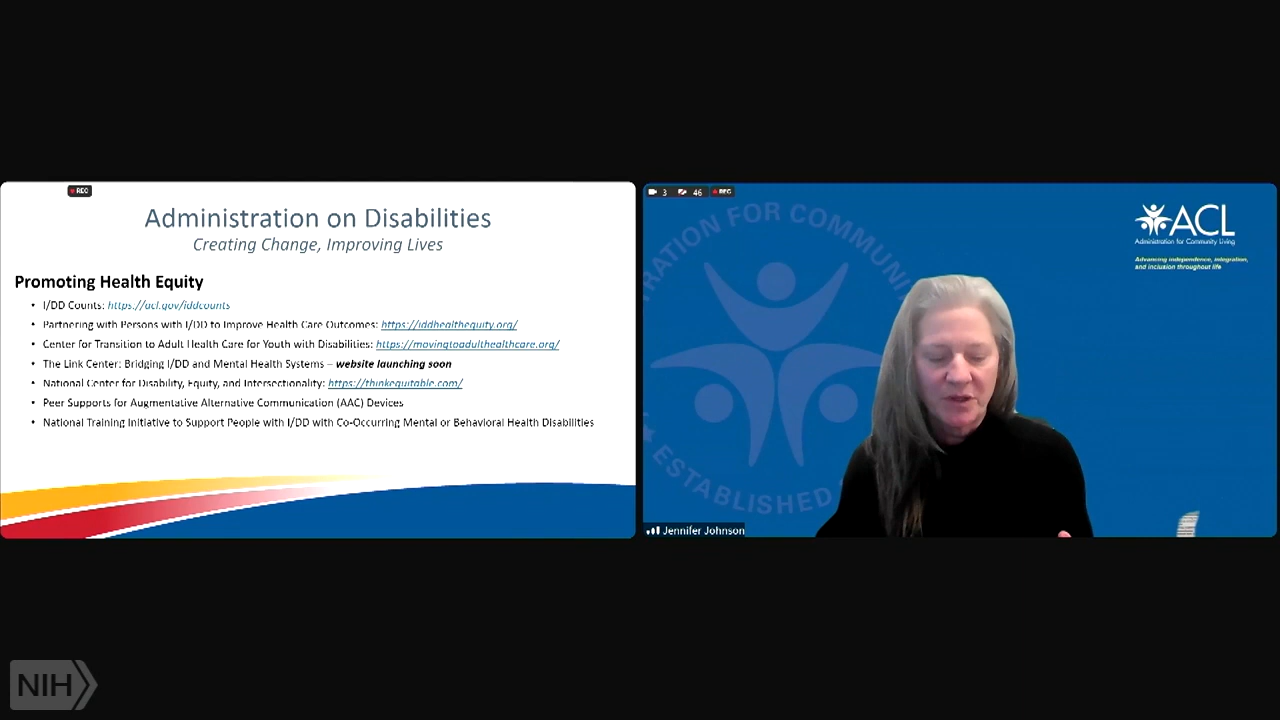 REC
Administration on Disabilities
Creating Change, Improving Lives
Promoting Health Equity
• I/DD Counts: https://acl.gov/iddcounts
• Partnering with Persons with I/DD to Improve Health Care Outcomes: https://iddhealthequity.org/
• Center for Transition to Adult Health Care for Youth with Disabilities: https://movingtoadulthealthcare.org/
• The Link Center: Bridging I/DD and Mental Health Systems – website launching soon
• National Center for Disability, Equity, and Intersectionality: https://thinkequitable.com/
• Peer Supports for Augmentative Alternative Communication (AAC) Devices
• National Training Initiative to Support People with I/DD with Co-Occurring Mental or Behavioral Health Disabilities
3 46 REC
RATION FOR COMMUNI
ESTABLISHED
ACL
Administration for Community Living
Advancing independence, integration,
and inclusion throughout life
Jennifer Johnson
NIH